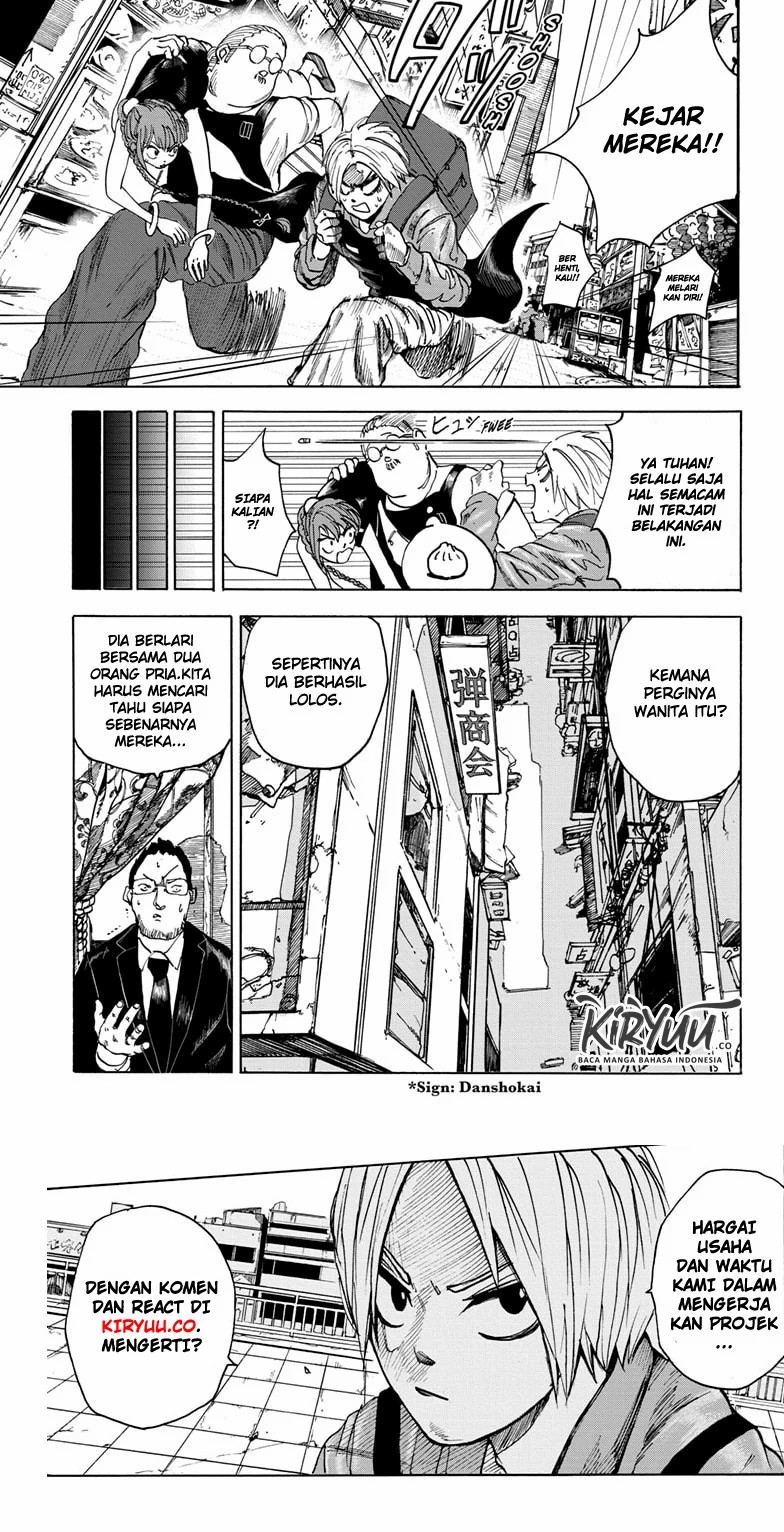 SHOOSH
KEJAR
MEREKA!!
BER
HENTI,
KAU!!
MEREKA
MELARI
KAN DIRI!
YA TUHAN!
SELALU SAJA
HAL SEMACAM
INI TERJADI
BELAKANGAN
INI.
ヒュッ FWEE
SIAPA
KALIAN
?!
KEMANA
PERGINYA
WANITA ITU?
弾商会
SEPERTINYA
DIA BERHASIL
LOLOS.
DIA BERLARI
BERSAMA DUA
ORANG PRIA.KITA
HARUS MENCARI
TAHU SIAPA
SEBENARNYA
MEREKA...
KIRYUU.CO
BACA MANGA BAHASA INDONESIA
*Sign: Danshokai
HARGAI
USAHA
DAN WAKTU
KAMI DALAM
MENGERJA
KAN PROJEK
...
DENGAN KOMEN
DAN REACT DI
KIRYUU.CO.
MENGERTI?